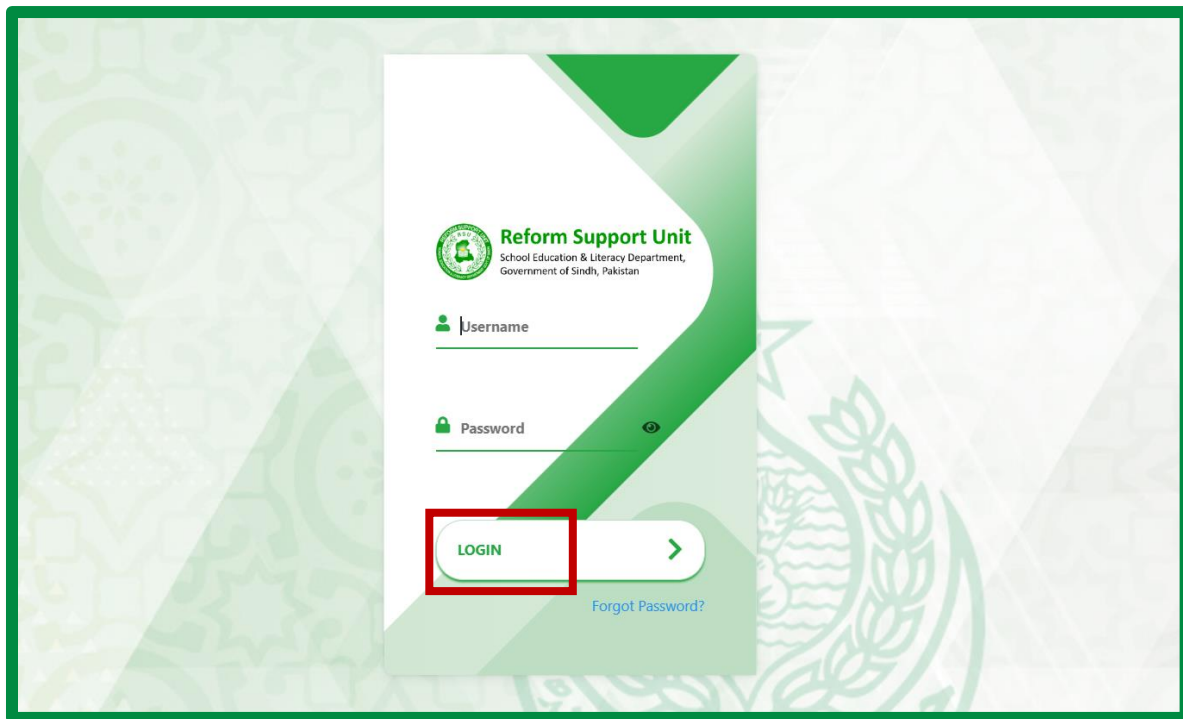 Reform Support Unit
School Education & Literacy Department,
Government of Sindh, Pakistan
Username
Password
LOGIN
Forgot Password?